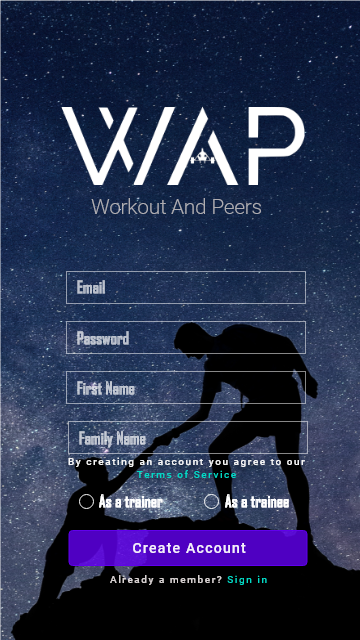 WAP
Workout And Peers
Email
Password
First Name
Family Name
By creating an account you agree to our
Terms of Service
As a trainer As a trainee
Create Account
Already a member? Sign in